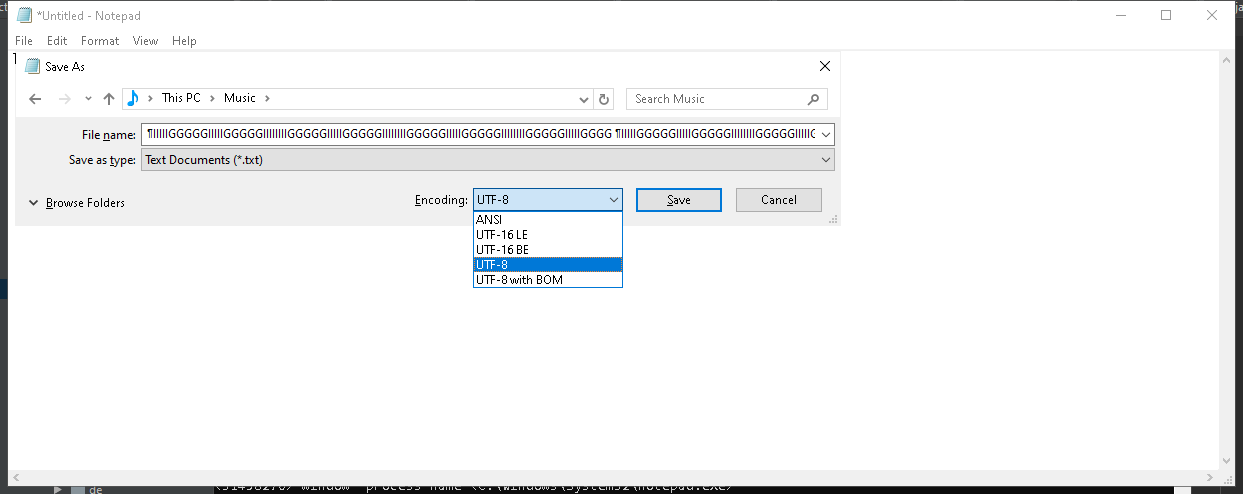 *Untitled - Notepad
File Edit Format View Help
Save As
This PC Music
Search Music
File name:
Save as type: Text Documents (*.txt)
Browse Folders
Encoding: UTF-8
Save Cancel
ANSI
UTF-16 LE
UTF-16 BE
UTF-8
UTF-8 with BOM
de